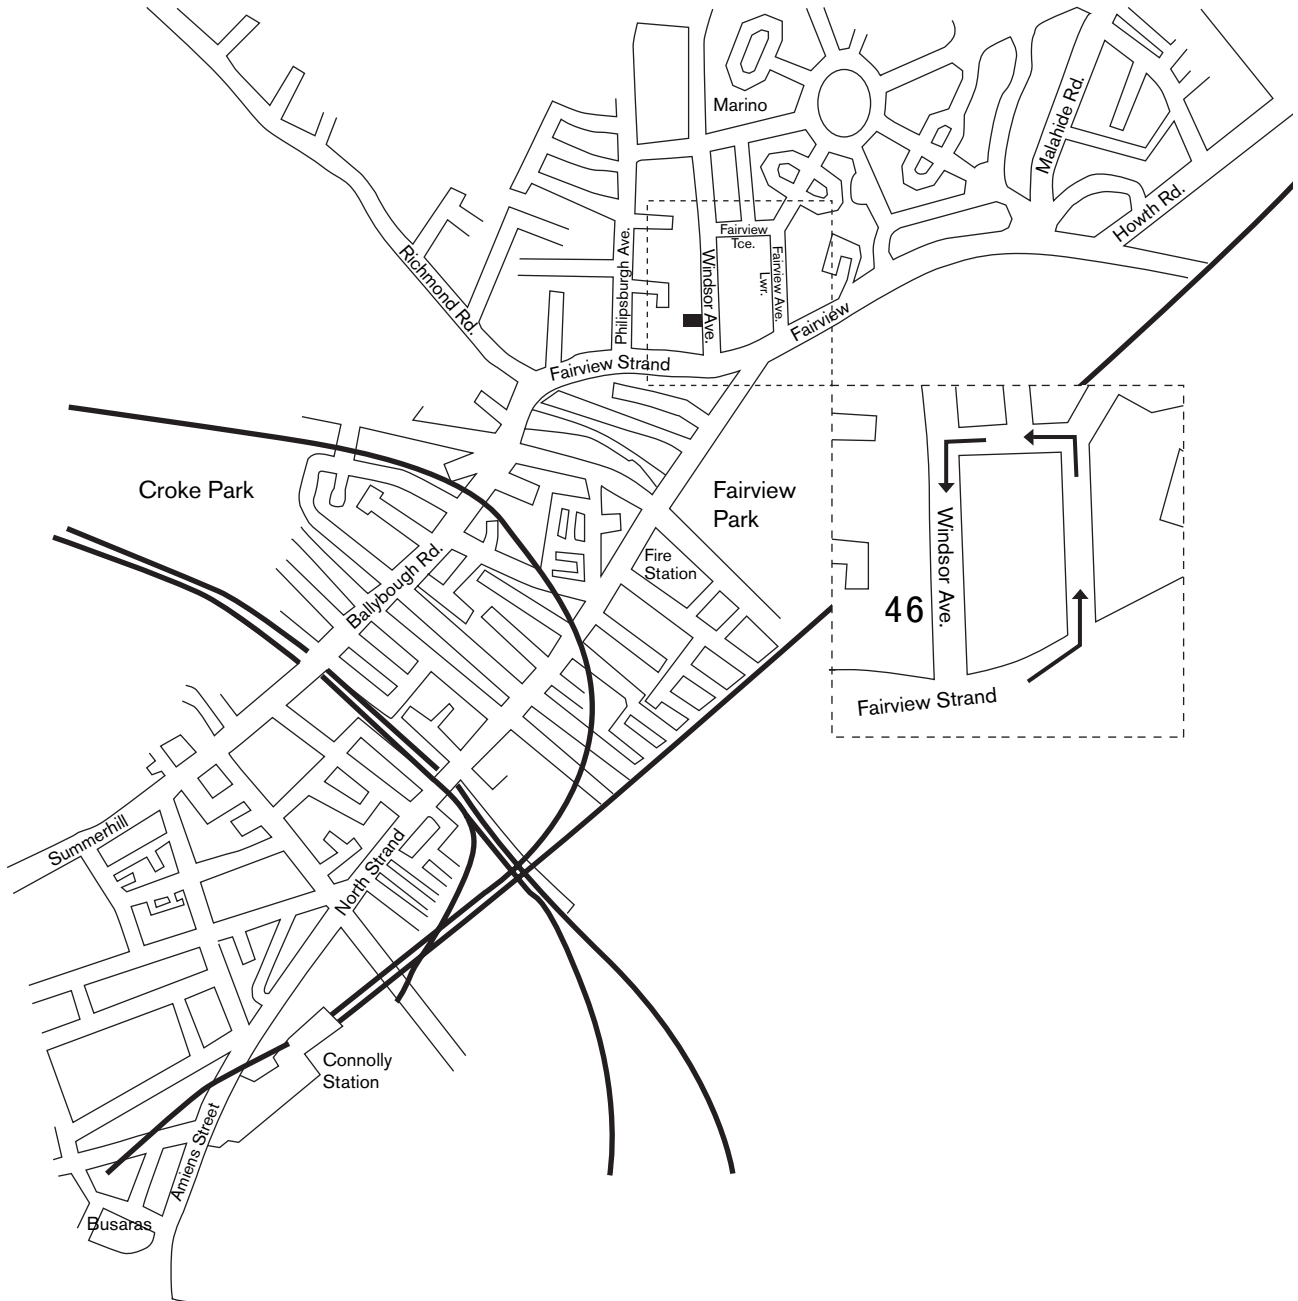 Marino
Malahide Rd.
Howth Rd.
Fairview
Tce.
Richmond Rd.
Philipsburgh Ave.
Windsor Ave.
Fairview Ave.
Lwr.
Fairview
Fairview Strand
Croke Park
Fairview
Park
Fire
Station
Ballybough Rd.
Windsor Ave.
46
Fairview Strand
Summerhill
North Strand
Connolly
Station
Amiens Street
Busaras